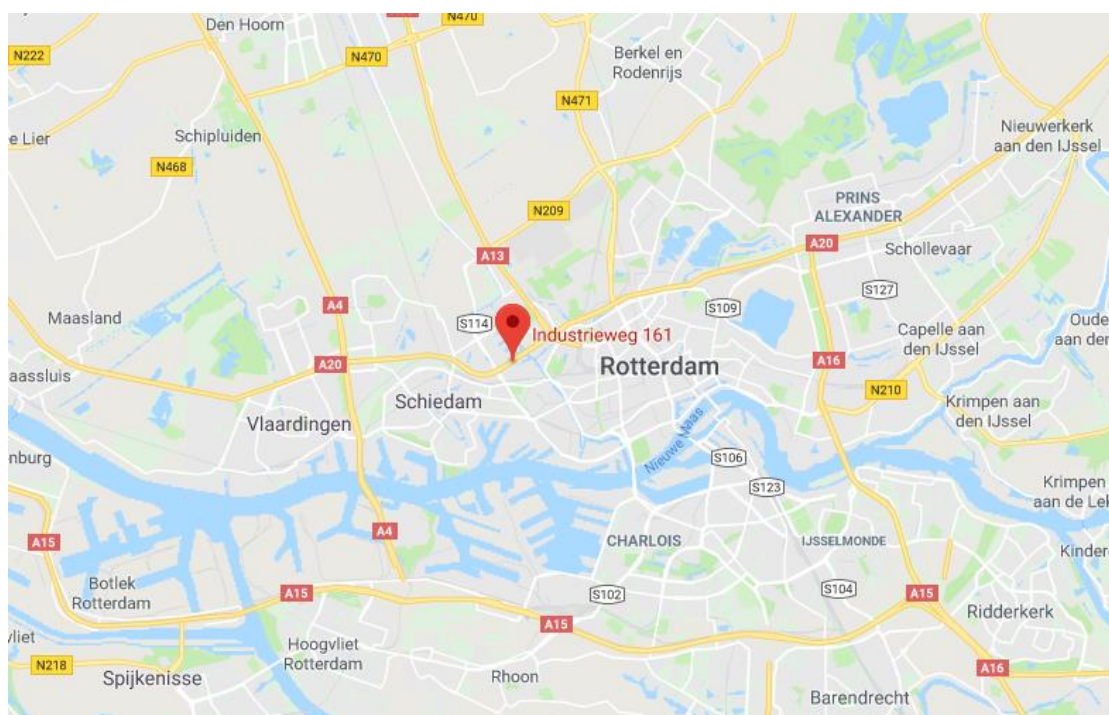 N470
Den Hoorn
N222
N470
Berkel en
Rodenrijs
N471
e Lier
Schipluiden
Nieuwerkerk
aan den IJssel
N468
PRINS
ALEXANDER
N209
A20
Schollevaar
A13
S127
A4
Maasland
S114
S109
Industrieweg 161
Capelle aan
den IJssel
Oude
aan der
A20
Rotterdam
A16
aassluis
N210
Schiedam
Krimpen aan
den IJssel
Vlaardingen
Nieuwe Maas
nburg
S106
S123
Krimpen
aan de Lek
A4
A15
CHARLOIS
IJSSELMONDE
Kinder
Botlek
Rotterdam
A15
S102
S104
A15
Ridderkerk
A15
vliet
Hoogvliet
Rotterdam
N218
Spijkenisse
Rhoon
A16
Barendrecht